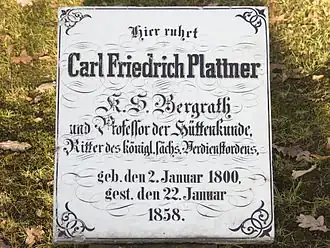 Hier ruhet
Carl Friedrich Plattner
K. S. Bergrath
und Professor der Hüttenkunde,
Ritter des königl. sächs. Verdienstordens,
geb. den 2. Januar 1800,
gest. den 22. Januar
1858.